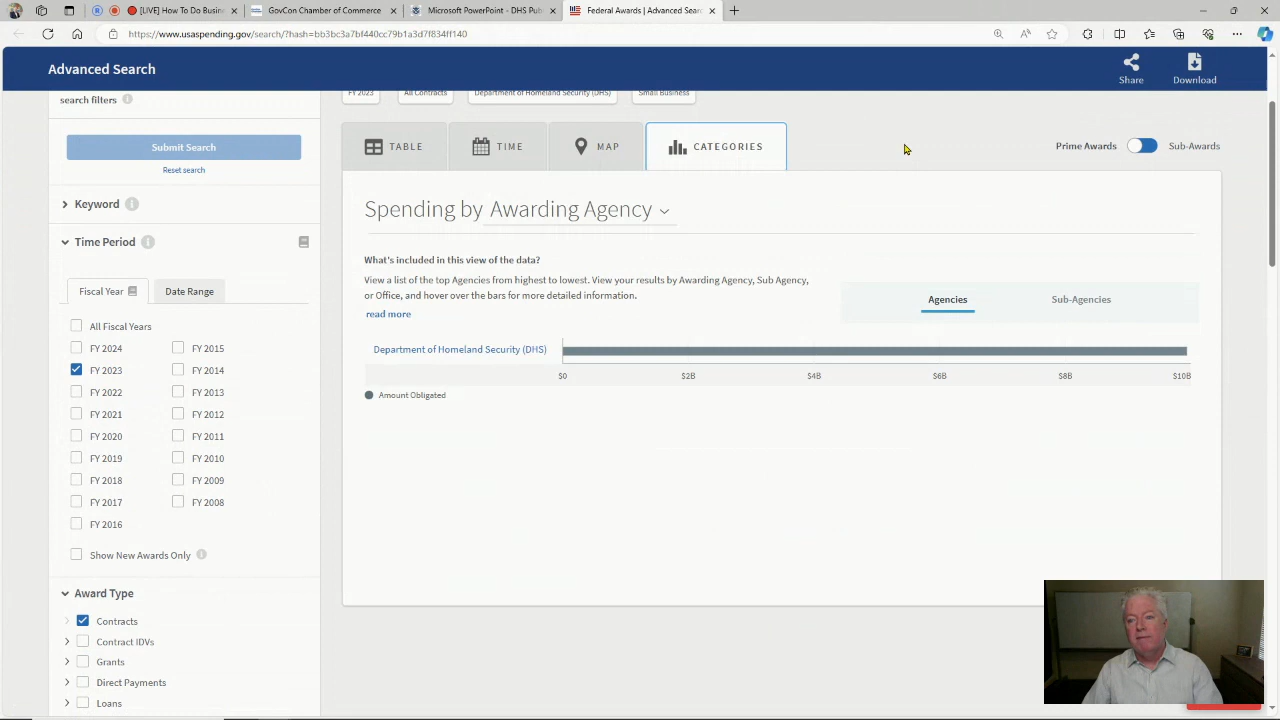 [LIVE] How To Do Busine
GovCon Chamber of Commerce
Microsoft PowerPoint - DHS Pub
Federal Awards | Advanced Sear
https://www.usaspending.gov/search/?hash=bb3bc3a7bf440cc79b1a3d7f834ff140
Advanced Search
Share
Download
search filters
FY 2023
All Contracts
Department of Homeland Security (DHS)
Small Business
Submit Search
Reset search
TABLE
TIME
MAP
CATEGORIES
Prime Awards
Sub-Awards
Keyword
Time Period
Fiscal Year
Date Range
All Fiscal Years
FY 2024
FY 2015
FY 2023
FY 2014
FY 2022
FY 2013
FY 2021
FY 2012
FY 2020
FY 2011
FY 2019
FY 2010
FY 2018
FY 2009
FY 2017
FY 2008
FY 2016
Show New Awards Only
Award Type
Contracts
Contract IDVs
Grants
Direct Payments
Loans
Spending by Awarding Agency
What's included in this view of the data?
View a list of the top Agencies from highest to lowest. View your results by Awarding Agency, Sub Agency,
or Office, and hover over the bars for more detailed information.
read more
Agencies
Sub-Agencies
Department of Homeland Security (DHS)
$0
$2B
$4B
$6B
$8B
$10B
Amount Obligated